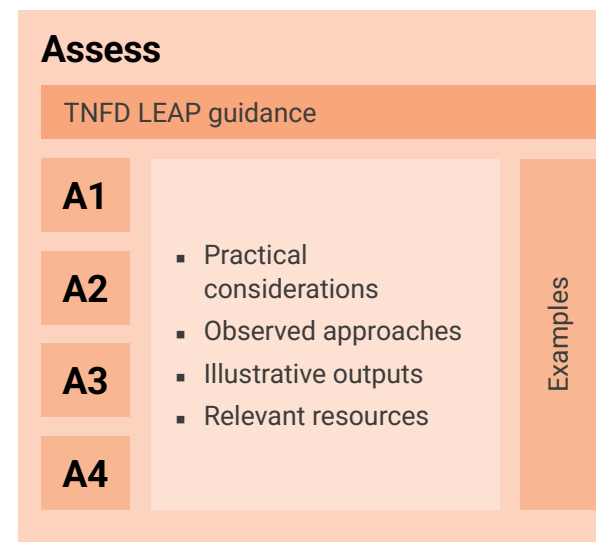 Assess
TNFD LEAP guidance
A1
A2
A3
A4
▪ Practical
considerations
▪ Observed approaches
▪ Illustrative outputs
▪ Relevant resources
Examples